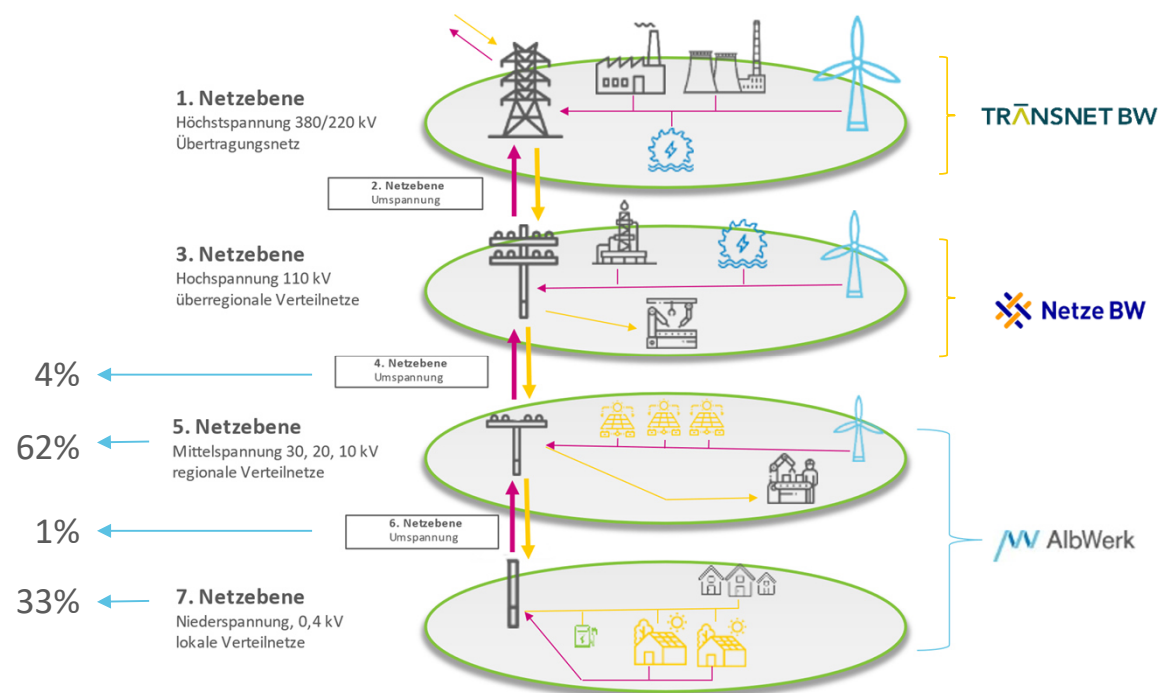 1. Netzebene
Höchstspannung 380/220 kV
Übertragungsnetz
TRĀNSNET BW
2. Netzebene
Umspannung
3. Netzebene
Hochspannung 110 kV
überregionale Verteilnetze
Netze BW
4%
4. Netzebene
Umspannung
62%
5. Netzebene
Mittelspannung 30, 20, 10 kV
regionale Verteilnetze
1%
6. Netzebene
Umspannung
AlbWerk
33%
7. Netzebene
Niederspannung, 0,4 kV
lokale Verteilnetze